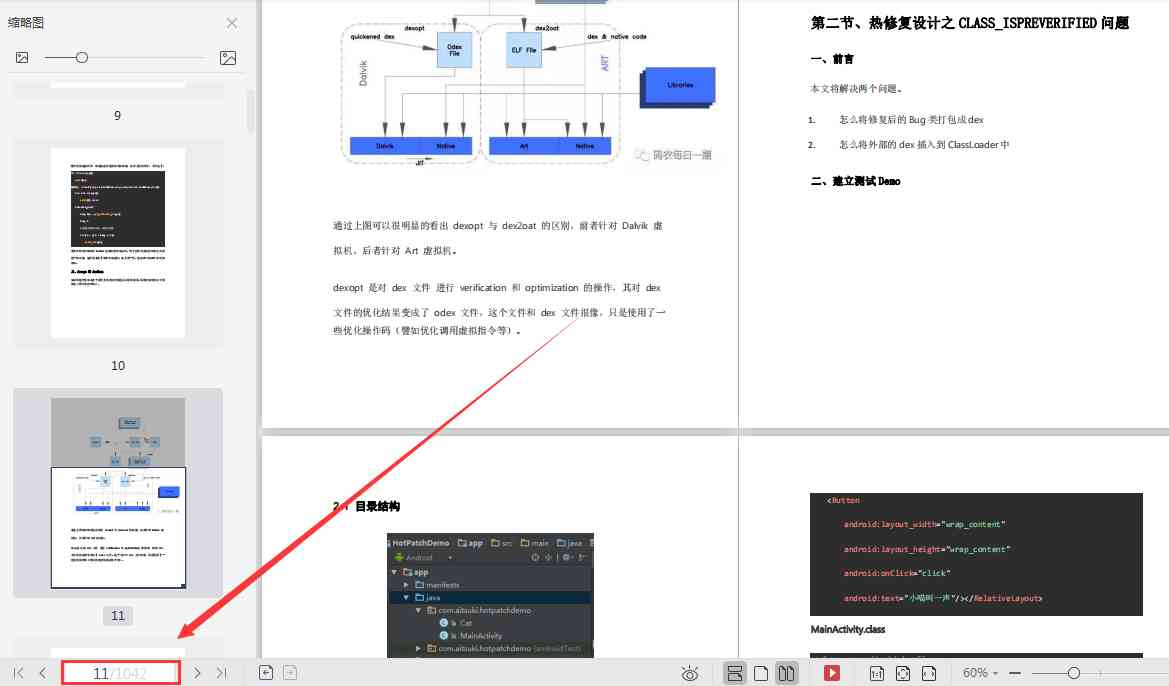 缩略图
9
10
11
dexopt
dex2oat
quickened dex
dex & native code
Odex
File
ELF File
Dalvik
ART
Libraries
Dalvik
Native
Art
Native
JIT
码农每日一题
通过上图可以很明显的看出 dexopt 与 dex2oat 的区别，前者针对 Dalvik 虚
拟机，后者针对 Art 虚拟机。
dexopt 是对 dex 文件 进行 verification 和 optimization 的操作，其对 dex
文件的优化结果变成了 odex 文件，这个文件和 dex 文件很像，只是使用了一
些优化操作码（譬如优化调用虚拟指令等）。
第二节、热修复设计之 CLASS_ISPREVERIFIED 问题
一、前言
本文将解决两个问题。
1. 怎么将修复后的 Bug 类打包成 dex
2. 怎么将外部的 dex 插入到 ClassLoader 中
二、建立测试 Demo
2.1 目录结构
HotPatchDemo app src main java
Android
app
manifests
java
com.aitsuki.hotpatchdemo
Cat
MainActivity
com.aitsuki.hotpatchdemo (androidTest)
<Button
android:layout_width="wrap_content"
android:layout_height="wrap_content"
android:onClick="click"
android:text="小喵叫一声"/></RelativeLayout>
MainActivity.class
11/1042
1:1
60%